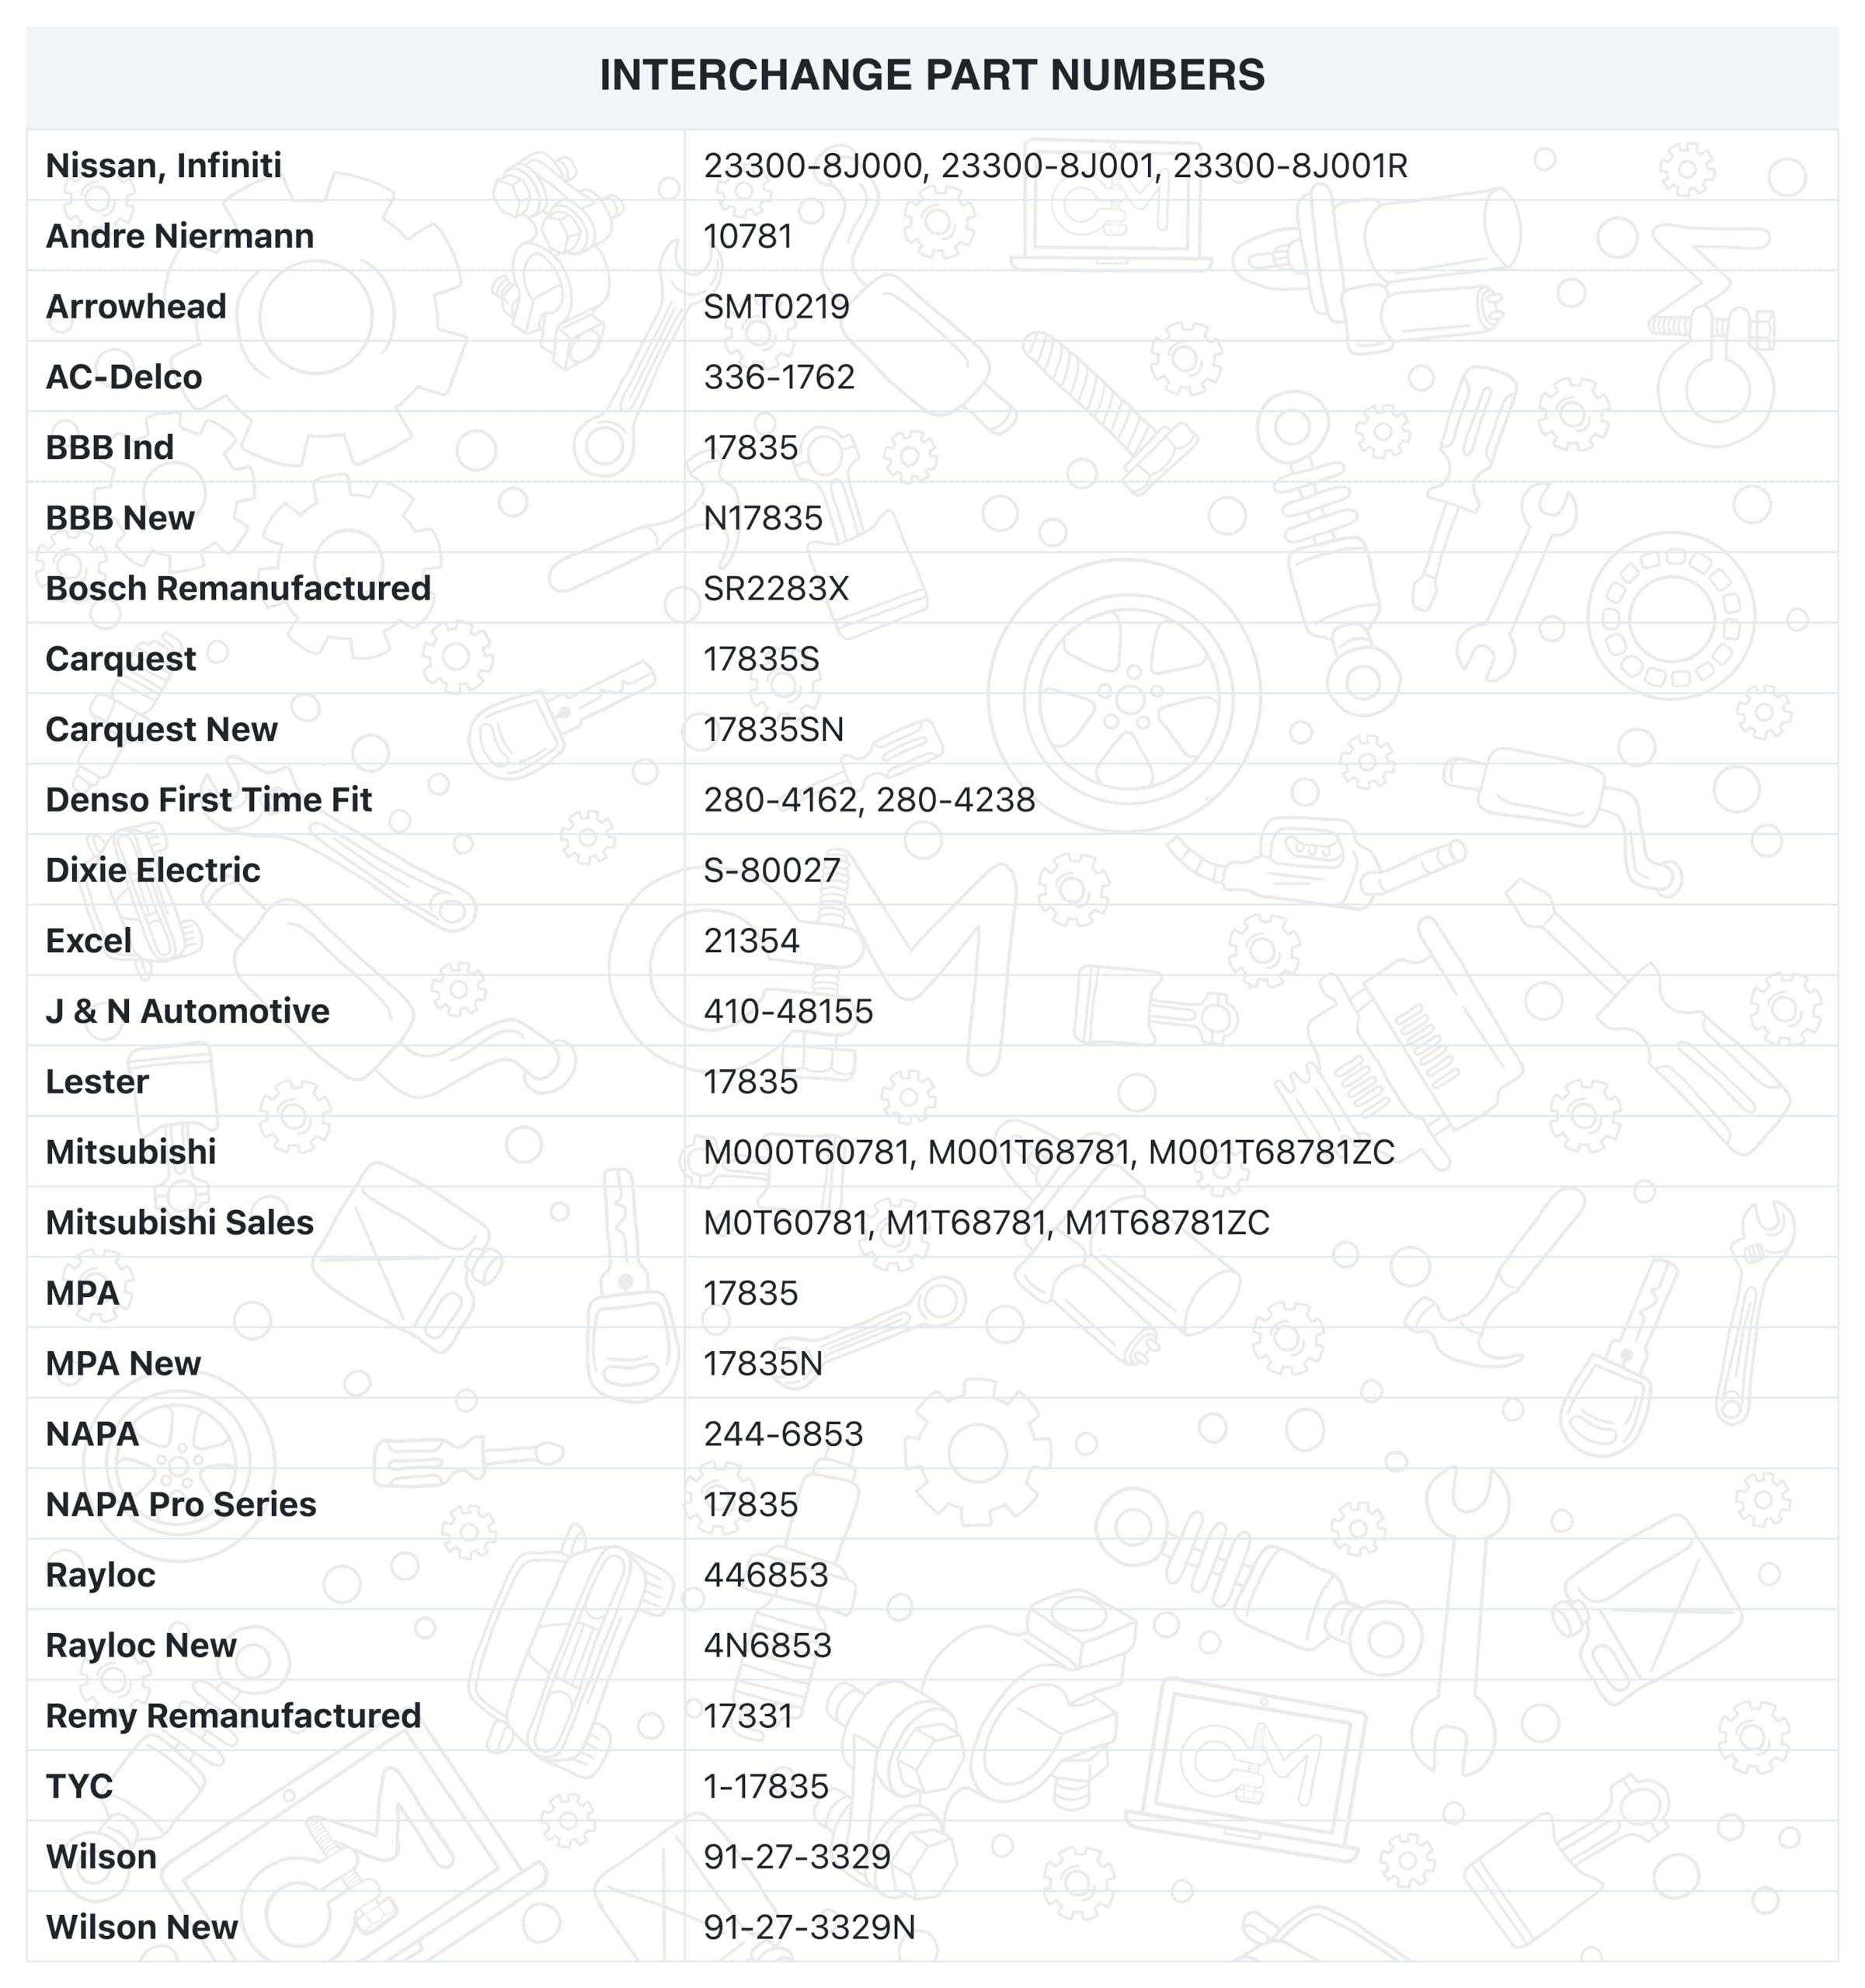 INTERCHANGE PART NUMBERS
Nissan, Infiniti 23300-8J000, 23300-8J001, 23300-8J001R
Andre Niermann 10781
Arrowhead SMT0219
AC-Delco 336-1762
BBB Ind 17835
BBB New N17835
Bosch Remanufactured SR2283X
Carquest 17835S
Carquest New 17835SN
Denso First Time Fit 280-4162, 280-4238
Dixie Electric S-80027
Excel 21354
J & N Automotive 410-48155
Lester 17835
Mitsubishi M000T60781, M001T68781, M001T68781ZC
Mitsubishi Sales M0T60781, M1T68781, M1T68781ZC
MPA 17835
MPA New 17835N
NAPA 244-6853
NAPA Pro Series 17835
Rayloc 446853
Rayloc New 4N6853
Remy Remanufactured 17331
TYC 1-17835
Wilson 91-27-3329
Wilson New 91-27-3329N